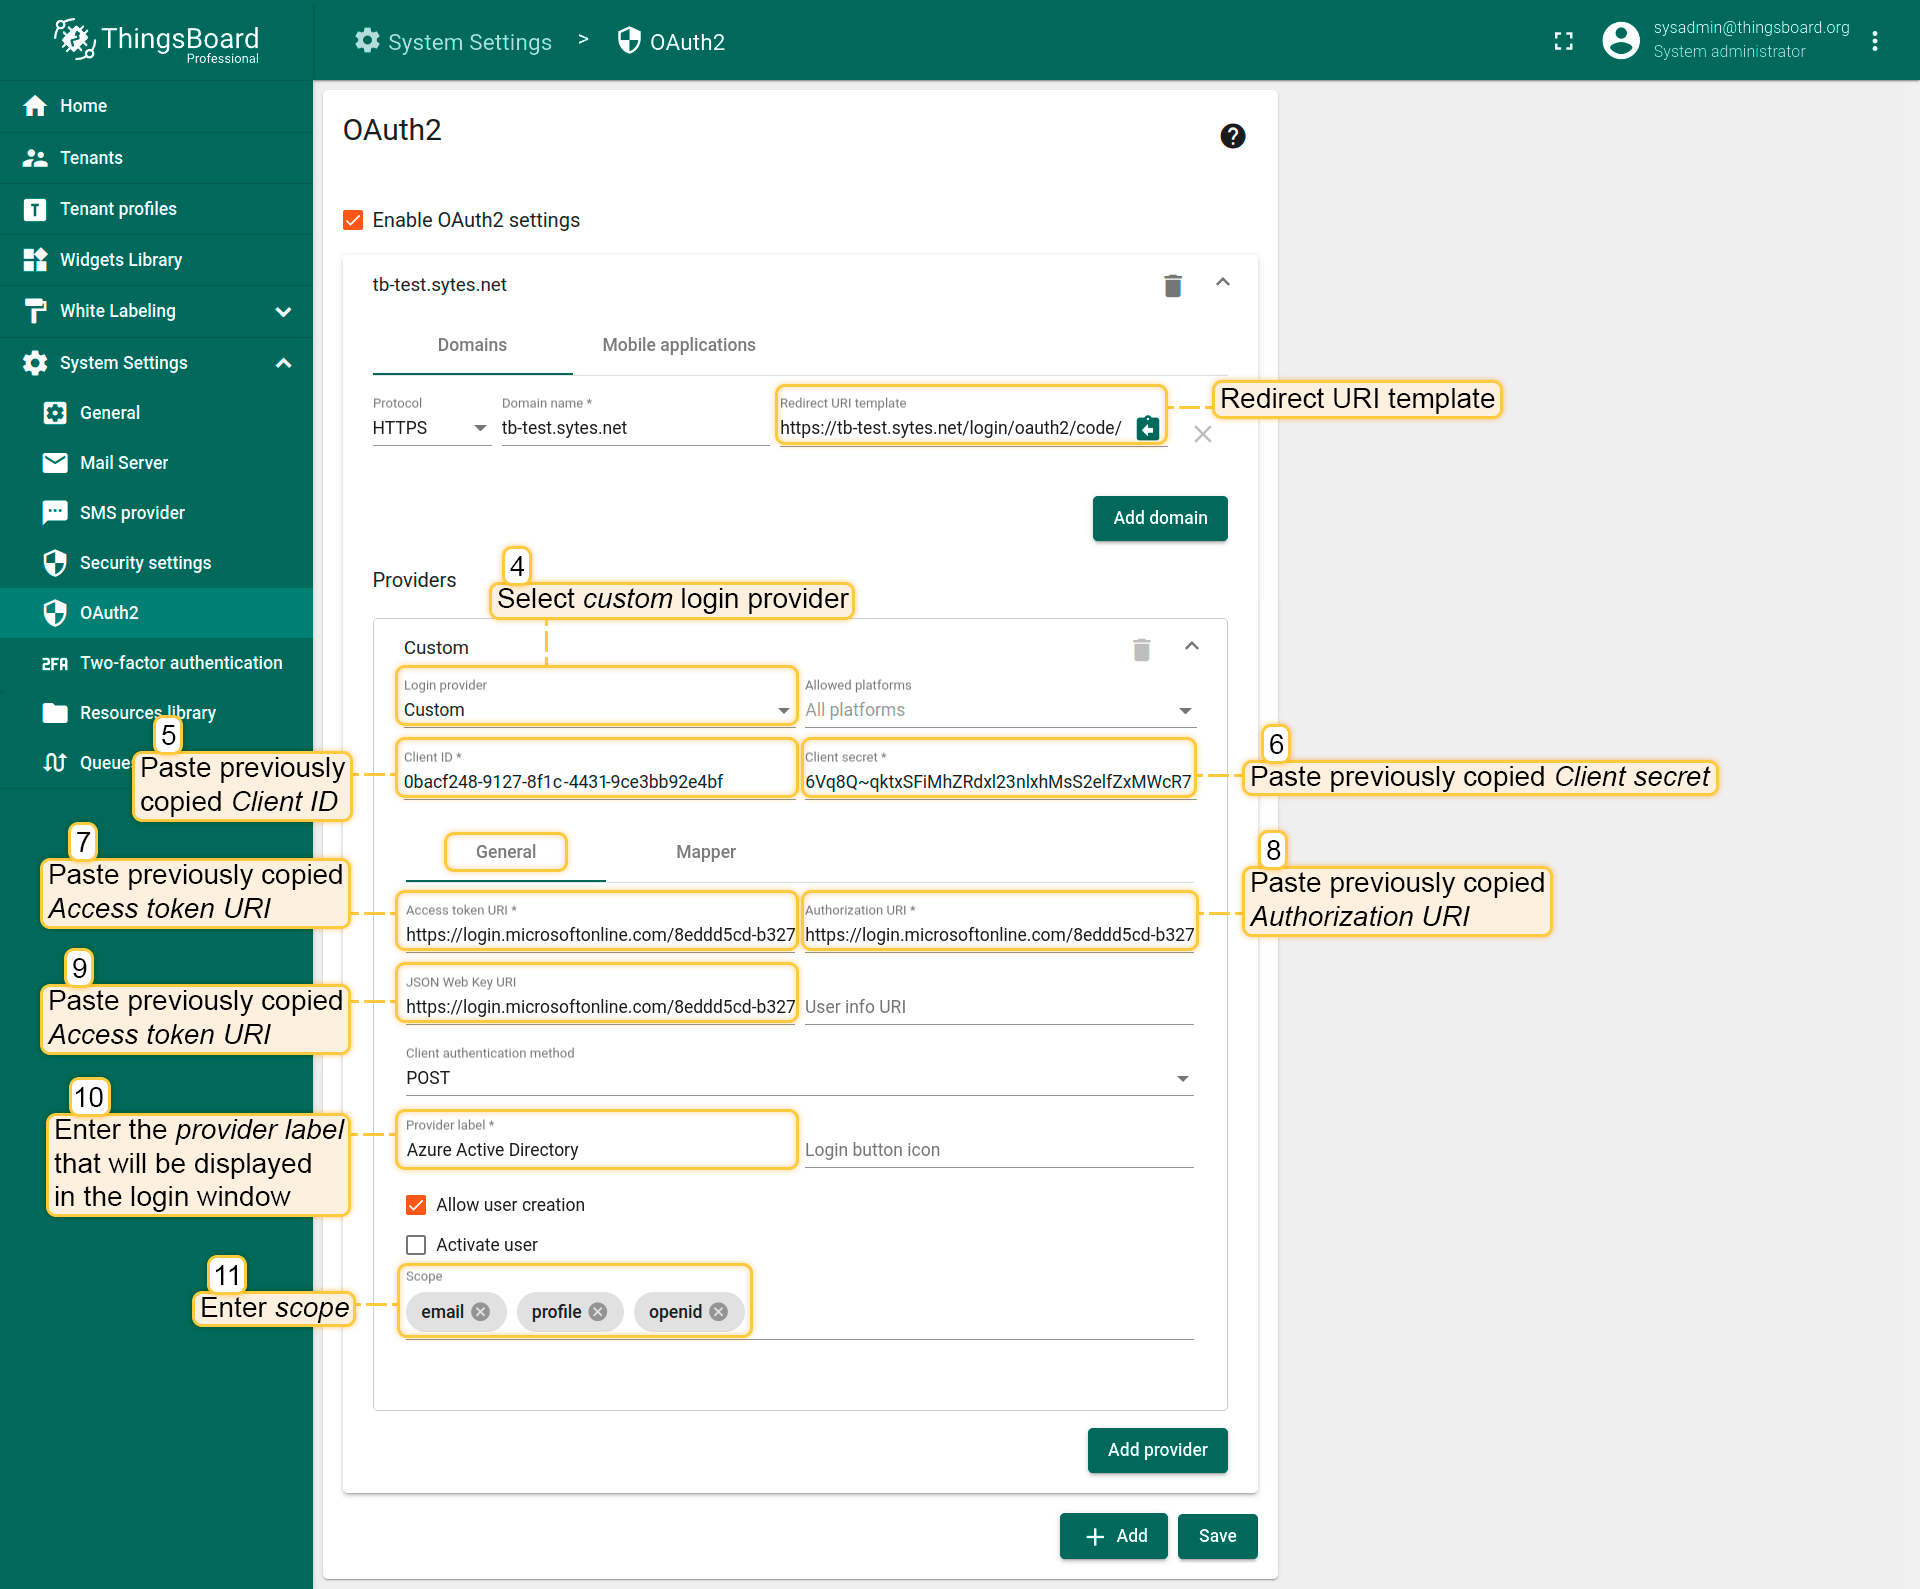 ThingsBoard
Professional
System Settings > OAuth2
sysadmin@thingsboard.org
System administrator
Home
Tenants
Tenant profiles
Widgets Library
White Labeling
System Settings
General
Mail Server
SMS provider
Security settings
OAuth2
2FA Two-factor authentication
Resources library
Queues
OAuth2
Enable OAuth2 settings
tb-test.sytes.net
Domains
Mobile applications
Protocol
HTTPS
Domain name *
tb-test.sytes.net
Redirect URI template
https://tb-test.sytes.net/login/oauth2/code/
Redirect URI template
Add domain
Providers
4
Select custom login provider
Custom
Login provider
Custom
Allowed platforms
All platforms
5
Paste previously
copied Client ID
Client ID *
0bacf248-9127-8f1c-4431-9ce3bb92e4bf
Client secret *
6Vq8Q~qktxSFiMhZRdxl23nlxhMsS2elfZxMWcR7
6
Paste previously copied Client secret
General
Mapper
7
Paste previously copied
Access token URI
Access token URI *
https://login.microsoftonline.com/8eddd5cd-b327
Authorization URI *
https://login.microsoftonline.com/8eddd5cd-b327
8
Paste previously copied
Authorization URI
9
Paste previously copied
Access token URI
JSON Web Key URI
https://login.microsoftonline.com/8eddd5cd-b327
User info URI
Client authentication method
POST
10
Enter the provider label
that will be displayed
in the login window
Provider label *
Azure Active Directory
Login button icon
Allow user creation
Activate user
11
Enter scope
Scope
email
profile
openid
Add provider
Add
Save